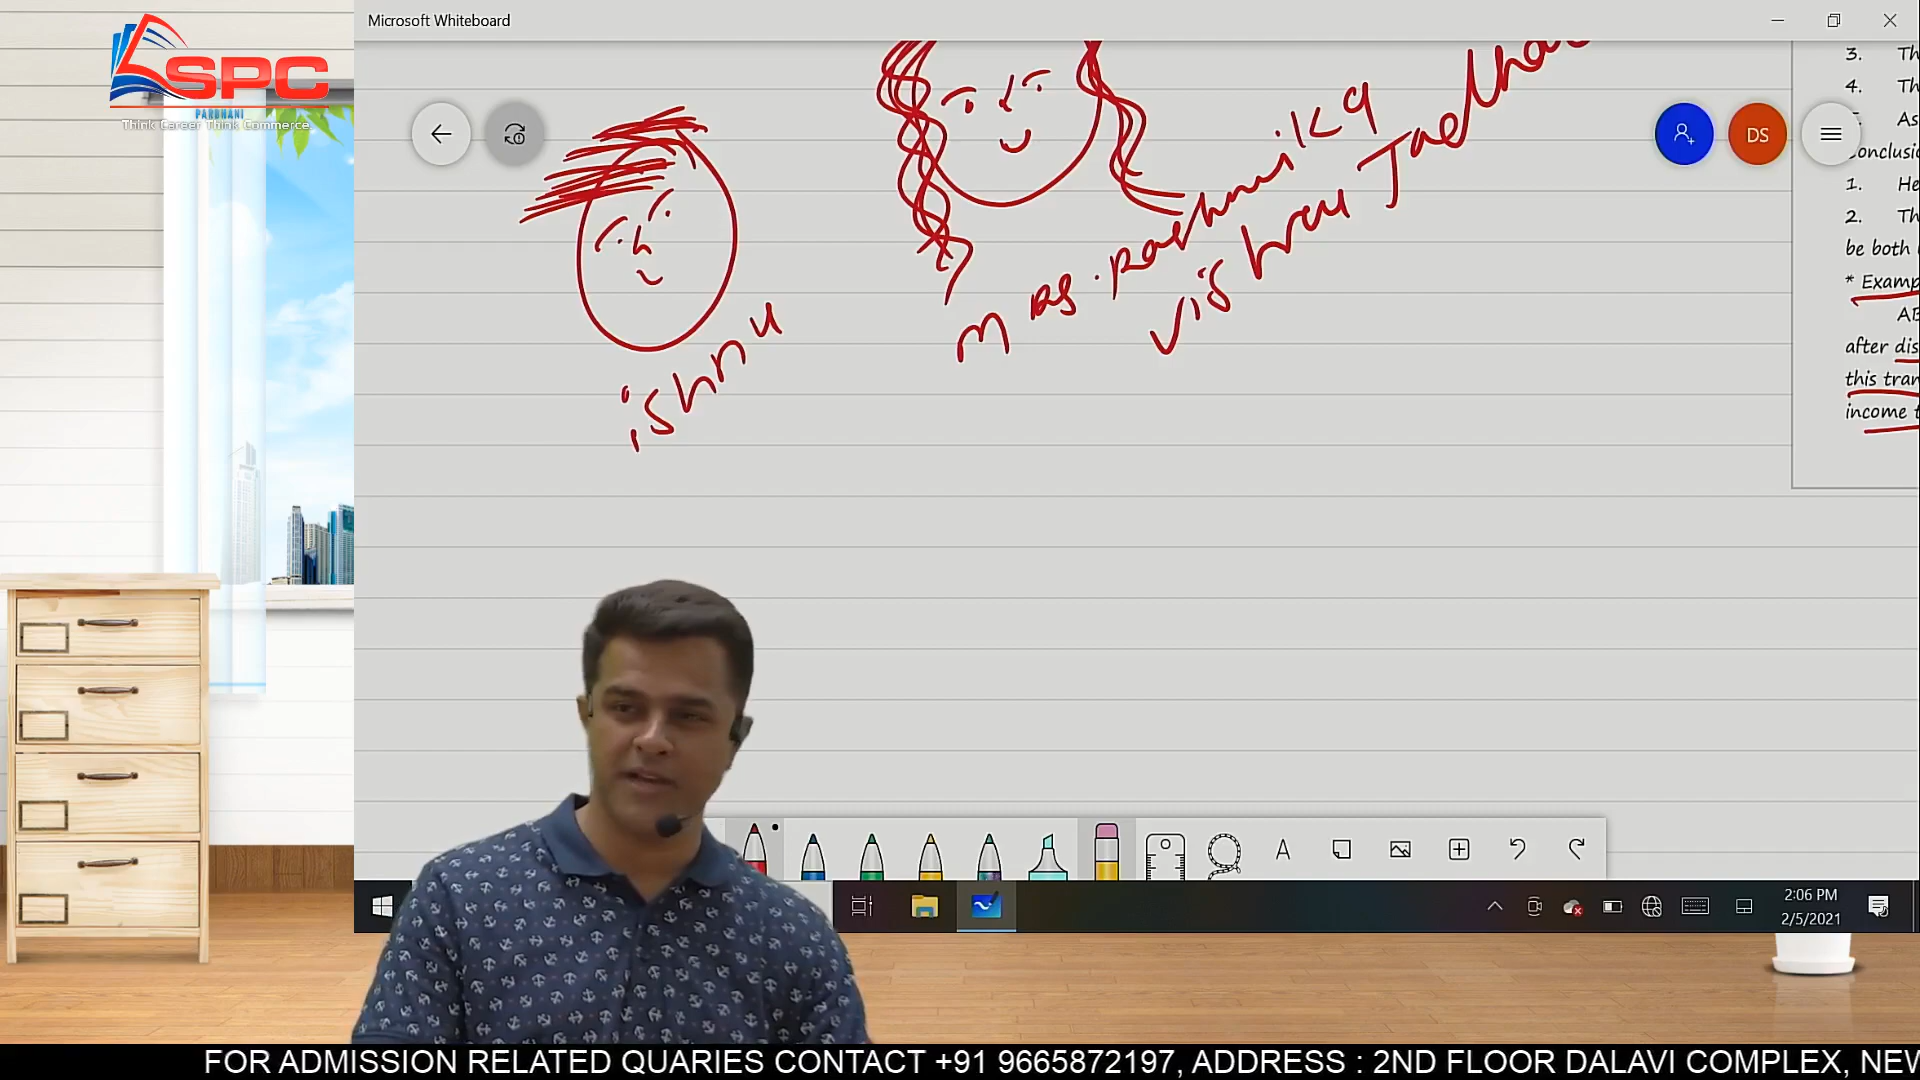 Microsoft Whiteboard
SPC
PARBHANI
Think Career Think Commerce.
DS
ishnu
mrs. Rashmika
vishnu Jadhav
3. Th
4. Th
As
onclusio
1. He
2. Th
be both
* Examp
AB
after dis
this tran
income t
A
2:06 PM
2/5/2021
FOR ADMISSION RELATED QUARIES CONTACT +91 9665872197, ADDRESS : 2ND FLOOR DALAVI COMPLEX, NEW